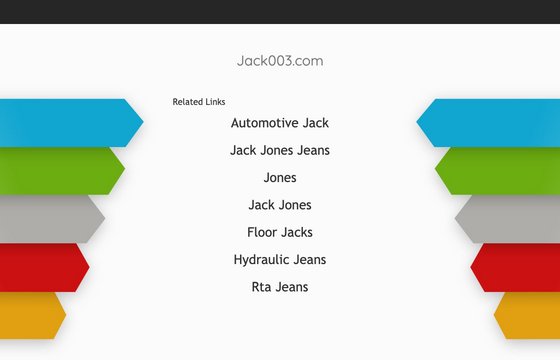 Jack003.com
Related Links
Automotive Jack
Jack Jones Jeans
Jones
Jack Jones
Floor Jacks
Hydraulic Jeans
Rta Jeans